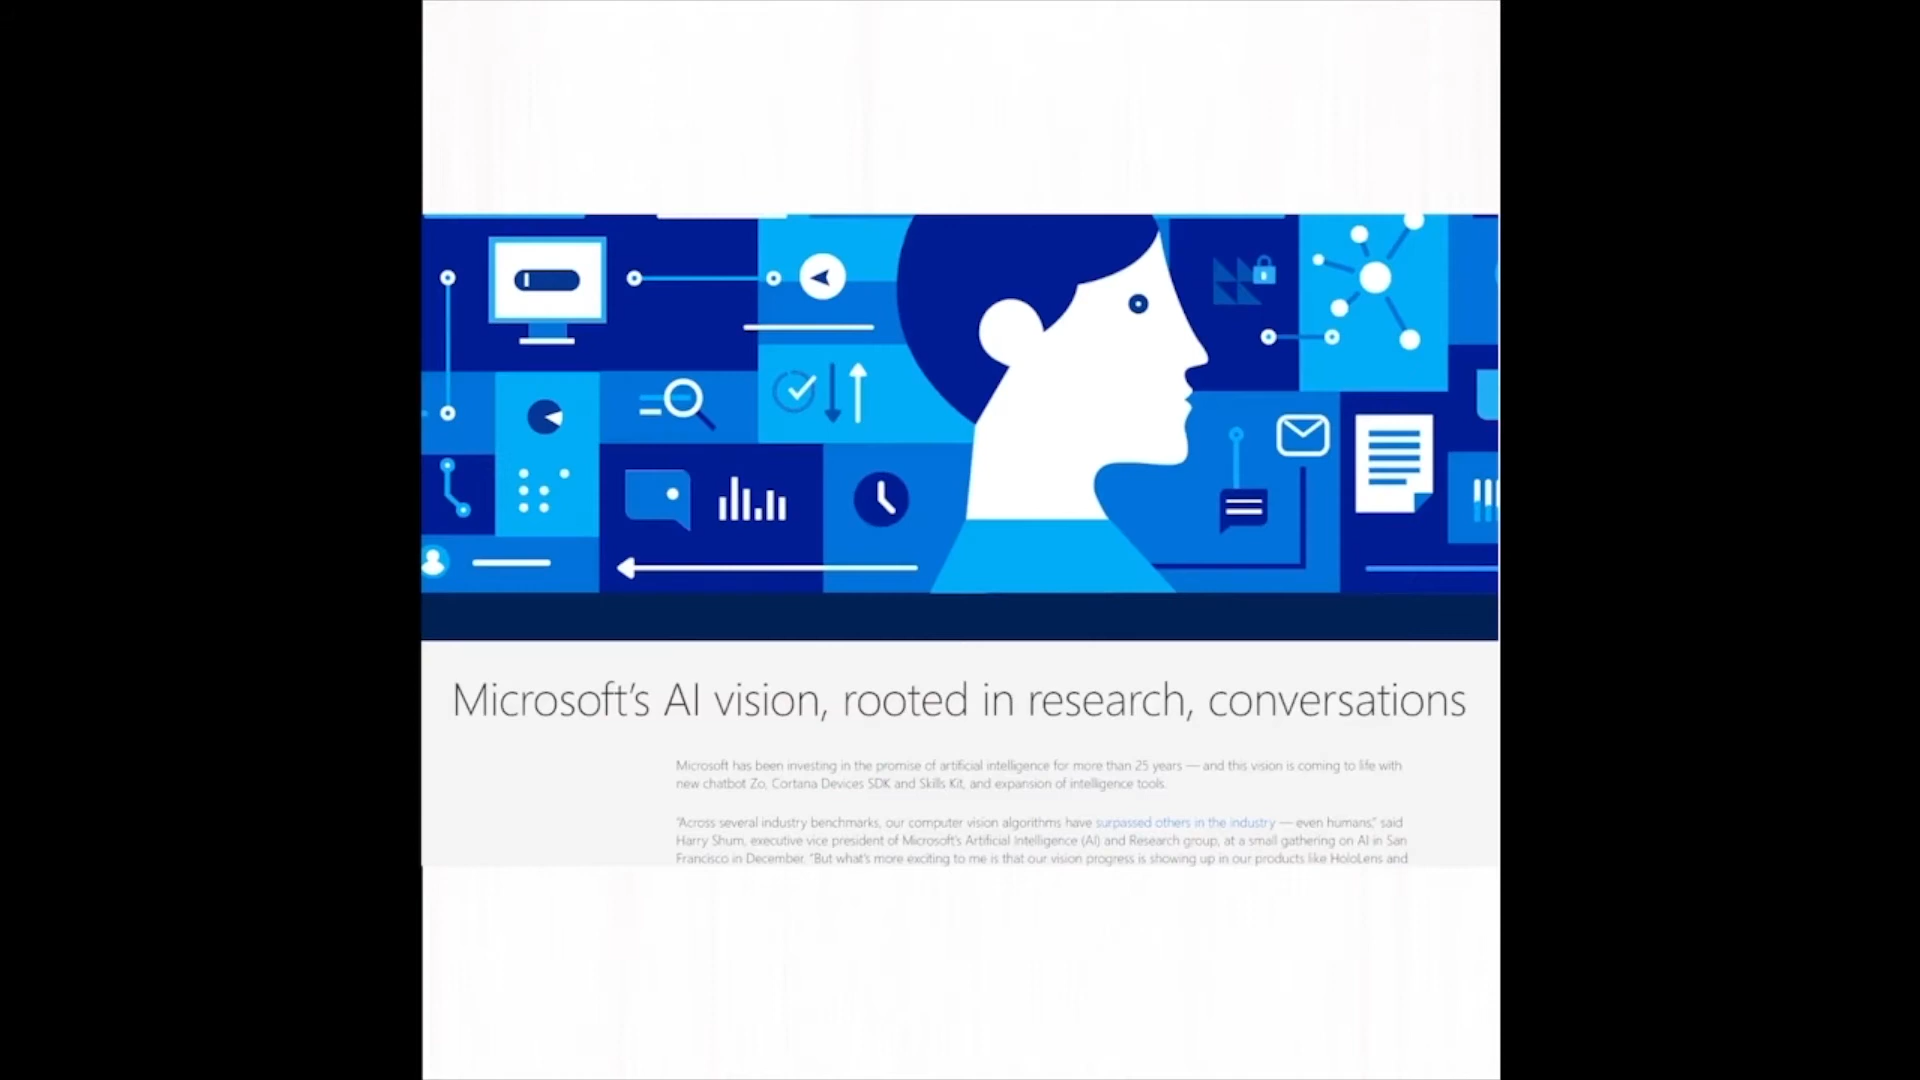 Microsoft's AI vision, rooted in research, conversations
Microsoft has been investing in the promise of artificial intelligence for more than 25 years — and this vision is coming to life with
new chatbot Zo, Cortana Devices SDK and Skills Kit, and expansion of intelligence tools.
"Across several industry benchmarks, our computer vision algorithms have surpassed others in the industry — even humans," said
Harry Shum, executive vice president of Microsoft's Artificial Intelligence (AI) and Research group, at a small gathering on AI in San
Francisco in December. "But what's more exciting to me is that our vision progress is showing up in our products like HoloLens and